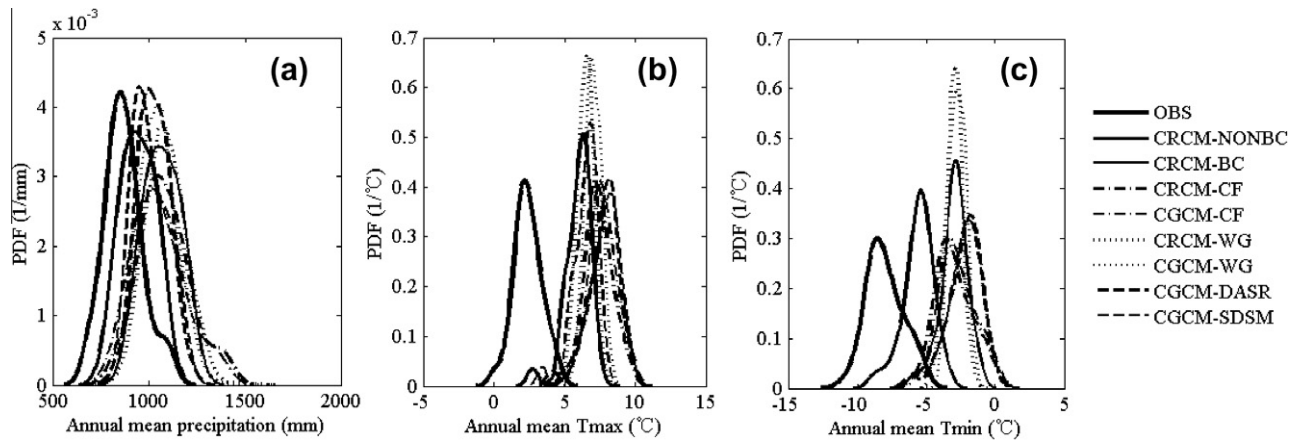 x 10⁻³
5
4
3
2
1
0
PDF (1/mm)
500 1000 1500 2000
Annual mean precipitation (mm)
(a)
0.7
0.6
0.5
0.4
0.3
0.2
0.1
0
PDF (1/℃)
-5 0 5 10 15
Annual mean Tmax (℃)
(b)
0.7
0.6
0.5
0.4
0.3
0.2
0.1
0
PDF (1/℃)
-15 -10 -5 0 5
Annual mean Tmin (℃)
(c)
OBS
CRCM-NONBC
CRCM-BC
CRCM-CF
CGCM-CF
CRCM-WG
CGCM-WG
CGCM-DASR
CGCM-SDSM